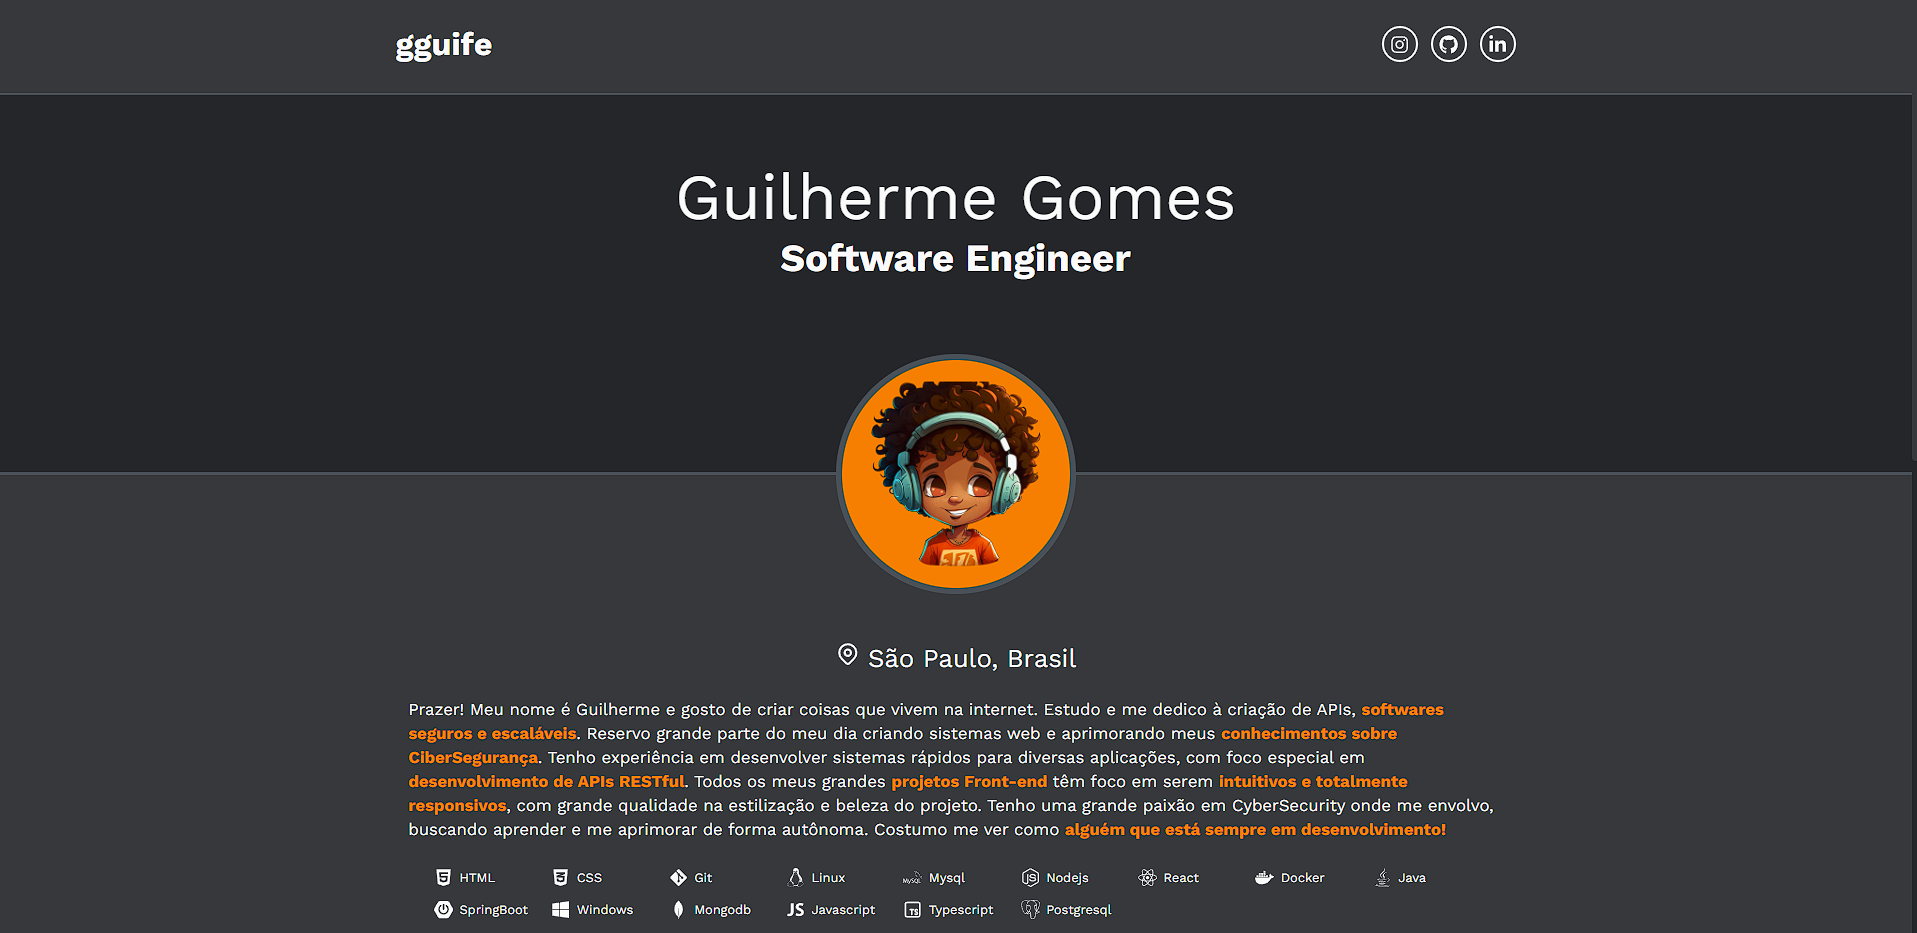 gguife
Guilherme Gomes
Software Engineer
São Paulo, Brasil
Prazer! Meu nome é Guilherme e gosto de criar coisas que vivem na internet. Estudo e me dedico à criação de APIs, softwares
seguros e escaláveis. Reservo grande parte do meu dia criando sistemas web e aprimorando meus conhecimentos sobre
CiberSegurança. Tenho experiência em desenvolver sistemas rápidos para diversas aplicações, com foco especial em
desenvolvimento de APIs RESTful. Todos os meus grandes projetos Front-end têm foco em serem intuitivos e totalmente
responsivos, com grande qualidade na estilização e beleza do projeto. Tenho uma grande paixão em CyberSecurity onde me envolvo,
buscando aprender e me aprimorar de forma autônoma. Costumo me ver como alguém que está sempre em desenvolvimento!
HTML CSS Git Linux MySQL Mysql JS Nodejs React Docker Java
SpringBoot Windows Mongodb JS Javascript TS Typescript Postgresql